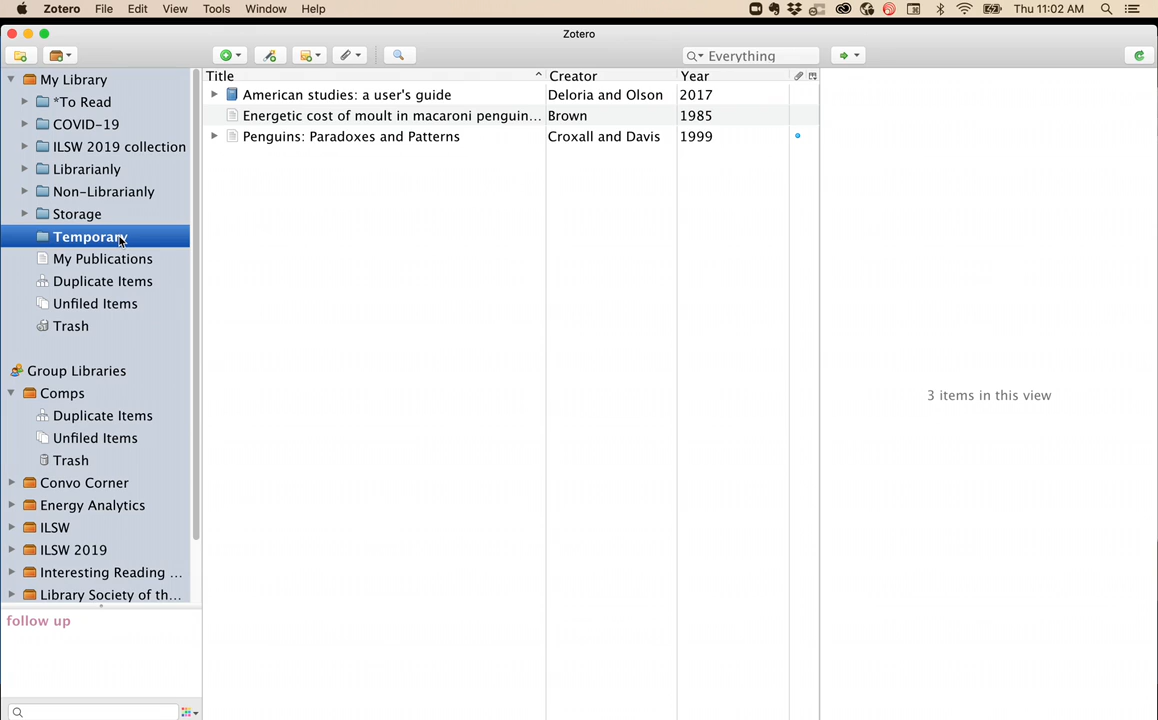 Zotero File Edit View Tools Window Help Thu 11:02 AM
Zotero
Everything
Title Creator Year
My Library
*To Read
COVID-19
ILSW 2019 collection
Librarianly
Non-Librarianly
Storage
Temporary
My Publications
Duplicate Items
Unfiled Items
Trash
Group Libraries
Comps
Duplicate Items
Unfiled Items
Trash
Convo Corner
Energy Analytics
ILSW
ILSW 2019
Interesting Reading ...
Library Society of th...
follow up
American studies: a user's guide Deloria and Olson 2017
Energetic cost of moult in macaroni penguin... Brown 1985
Penguins: Paradoxes and Patterns Croxall and Davis 1999
3 items in this view